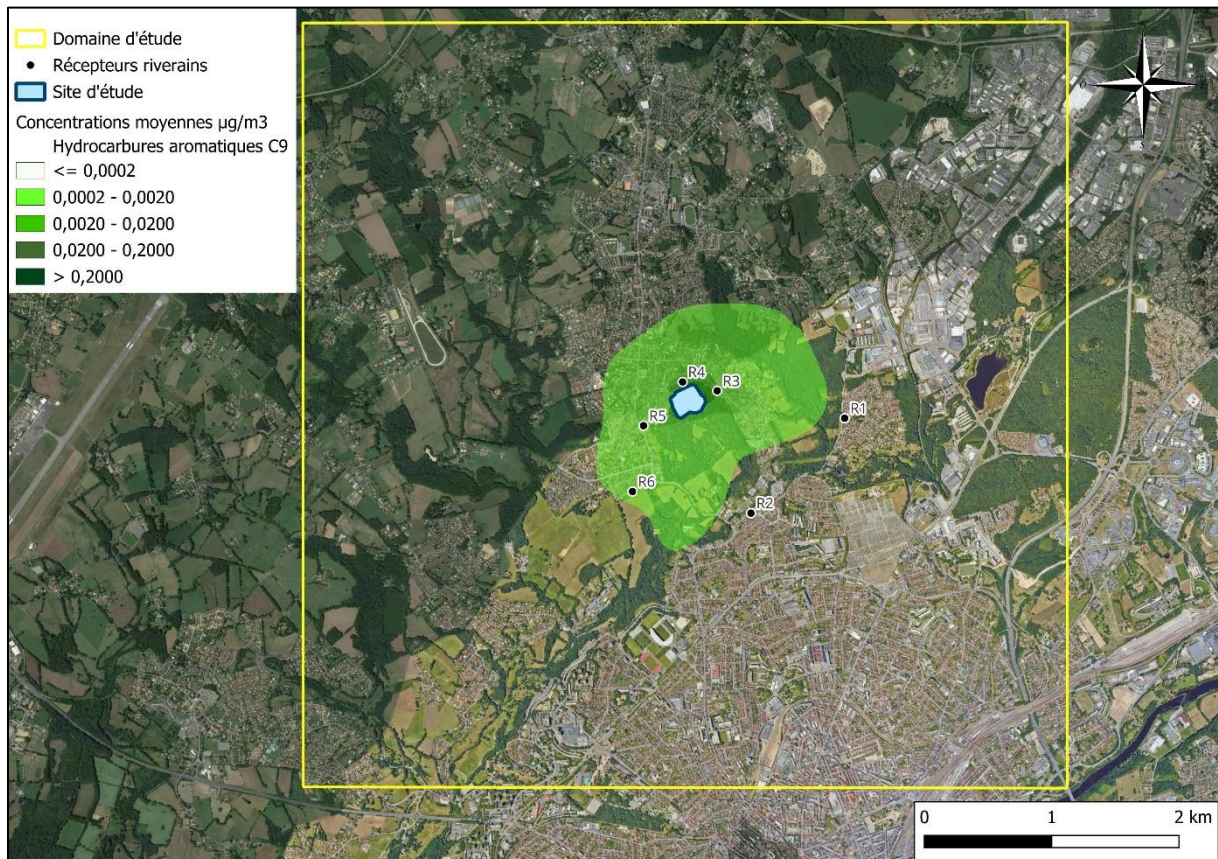 Domaine d'étude
Récepteurs riverains
Site d'étude
Concentrations moyennes µg/m3
Hydrocarbures aromatiques C9
<= 0,0002
0,0002 - 0,0020
0,0020 - 0,0200
0,0200 - 0,2000
> 0,2000
R4
R3
R1
R5
R6
R2
0
1
2 km